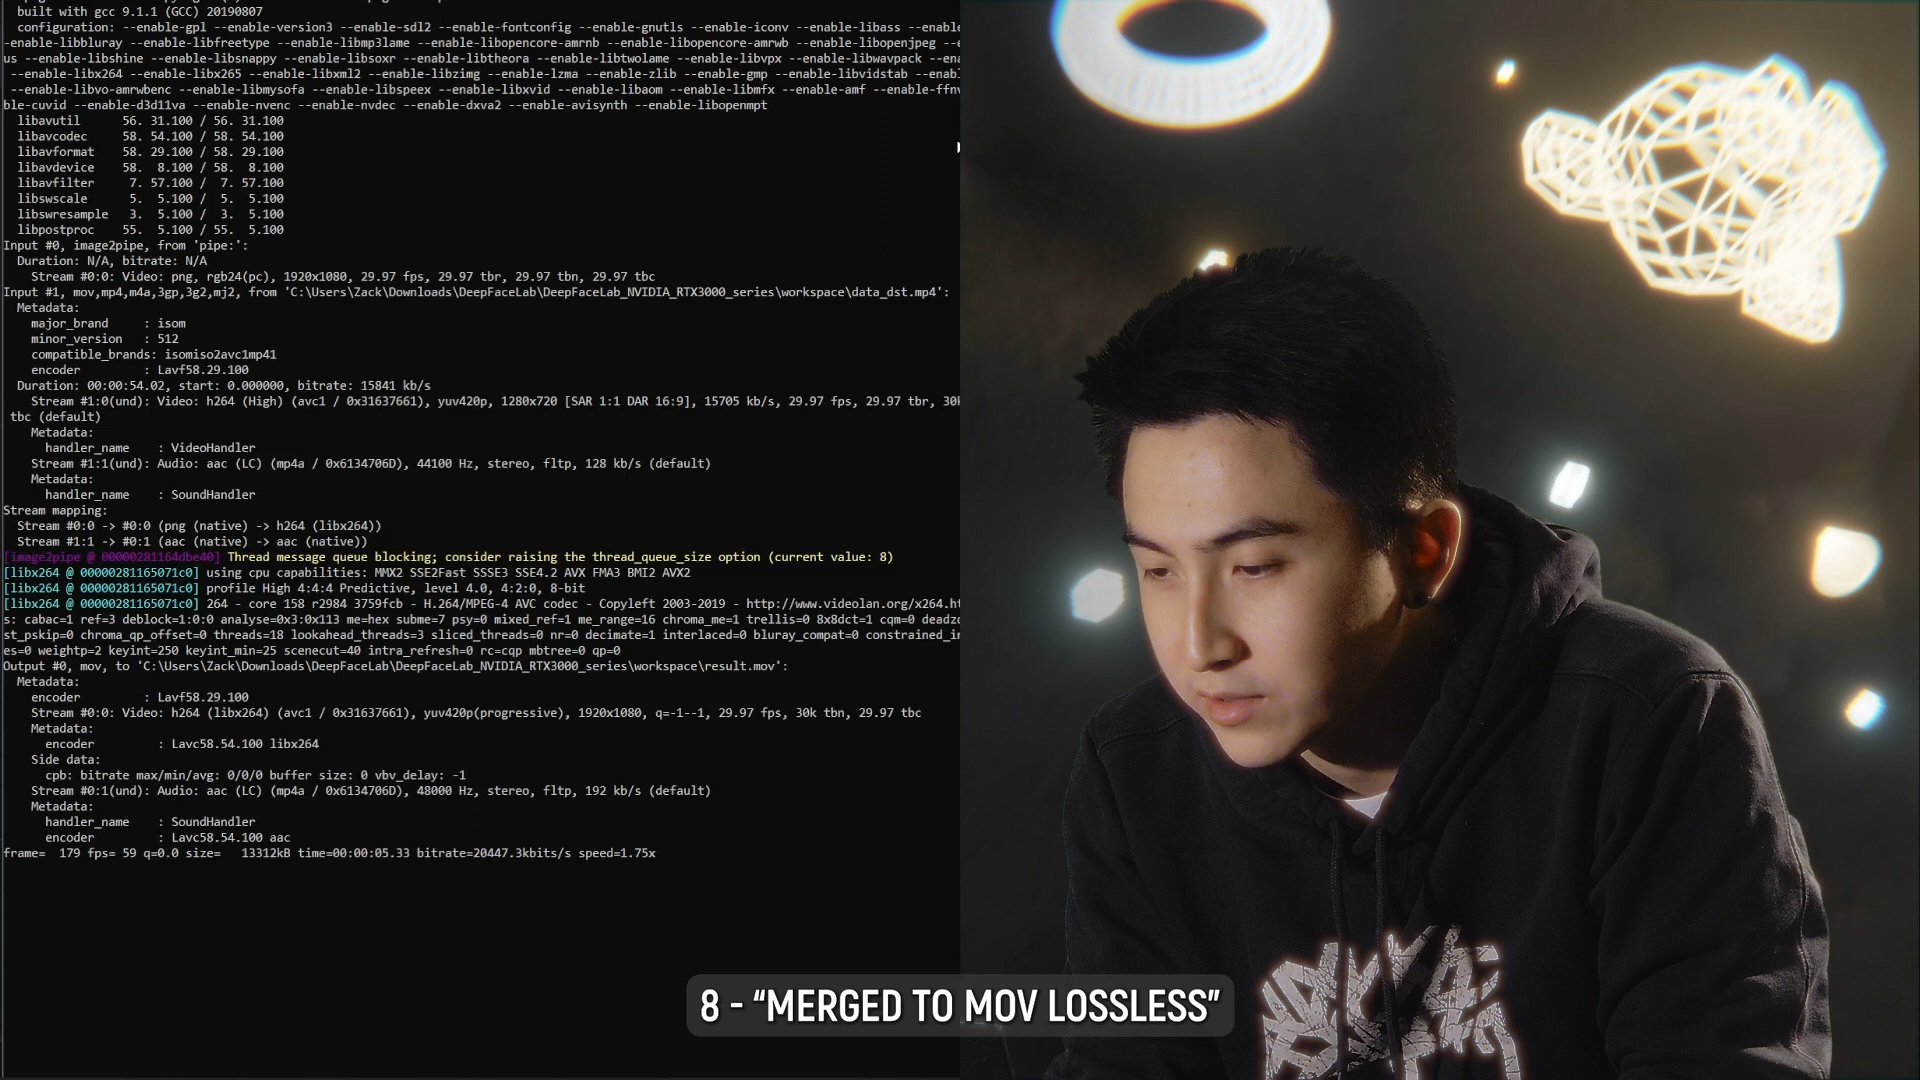 built with gcc 9.1.1 (GCC) 20190807
configuration: --enable-gpl --enable-version3 --enable-sdl2 --enable-fontconfig --enable-gnutls --enable-iconv --enable-libass --enable
-enable-libbluray --enable-libfreetype --enable-libmp3lame --enable-libopencore-amrnb --enable-libopencore-amrwb --enable-libopenjpeg --e
us --enable-libshine --enable-libsnappy --enable-libsoxr --enable-libtheora --enable-libtwolame --enable-libvpx --enable-libwavpack --ena
--enable-libx264 --enable-libx265 --enable-libxml2 --enable-libzimg --enable-lzma --enable-zlib --enable-gmp --enable-libvidstab --enabl
--enable-libvo-amrwbenc --enable-libmysofa --enable-libspeex --enable-libxvid --enable-libaom --enable-libmfx --enable-amf --enable-ffnv
ble-cuvid --enable-d3d11va --enable-nvenc --enable-nvdec --enable-dxva2 --enable-avisynth --enable-libopenmpt
libavutil 56. 31.100 / 56. 31.100
libavcodec 58. 54.100 / 58. 54.100
libavformat 58. 29.100 / 58. 29.100
libavdevice 58. 8.100 / 58. 8.100
libavfilter 7. 57.100 / 7. 57.100
libswscale 5. 5.100 / 5. 5.100
libswresample 3. 5.100 / 3. 5.100
libpostproc 55. 5.100 / 55. 5.100
Input #0, image2pipe, from 'pipe:':
Duration: N/A, bitrate: N/A
Stream #0:0: Video: png, rgb24(pc), 1920x1080, 29.97 fps, 29.97 tbr, 29.97 tbn, 29.97 tbc
Input #1, mov,mp4,m4a,3gp,3g2,mj2, from 'C:\Users\Zack\Downloads\DeepFaceLab\DeepFaceLab_NVIDIA_RTX3000_series\workspace\data_dst.mp4':
Metadata:
major_brand : isom
minor_version : 512
compatible_brands: isomiso2avc1mp41
encoder : Lavf58.29.100
Duration: 00:00:54.02, start: 0.000000, bitrate: 15841 kb/s
Stream #1:0(und): Video: h264 (High) (avc1 / 0x31637661), yuv420p, 1280x720 [SAR 1:1 DAR 16:9], 15705 kb/s, 29.97 fps, 29.97 tbr, 30k
tbc (default)
Metadata:
handler_name : VideoHandler
Stream #1:1(und): Audio: aac (LC) (mp4a / 0x6134706D), 44100 Hz, stereo, fltp, 128 kb/s (default)
Metadata:
handler_name : SoundHandler
Stream mapping:
Stream #0:0 -> #0:0 (png (native) -> h264 (libx264))
Stream #1:1 -> #0:1 (aac (native) -> aac (native))
[image2pipe @ 00000281164dbe40] Thread message queue blocking; consider raising the thread_queue_size option (current value: 8)
[libx264 @ 00000281165071c0] using cpu capabilities: MMX2 SSE2Fast SSSE3 SSE4.2 AVX FMA3 BMI2 AVX2
[libx264 @ 00000281165071c0] profile High 4:4:4 Predictive, level 4.0, 4:2:0, 8-bit
[libx264 @ 00000281165071c0] 264 - core 158 r2984 3759fcb - H.264/MPEG-4 AVC codec - Copyleft 2003-2019 - http://www.videolan.org/x264.ht
s: cabac=1 ref=3 deblock=1:0:0 analyse=0x3:0x113 me=hex subme=7 psy=0 mixed_ref=1 me_range=16 chroma_me=1 trellis=0 8x8dct=1 cqm=0 deadzo
st_pskip=0 chroma_qp_offset=0 threads=18 lookahead_threads=3 sliced_threads=0 nr=0 decimate=1 interlaced=0 bluray_compat=0 constrained_in
es=0 weightp=2 keyint=250 keyint_min=25 scenecut=40 intra_refresh=0 rc=cqp mbtree=0 qp=0
Output #0, mov, to 'C:\Users\Zack\Downloads\DeepFaceLab\DeepFaceLab_NVIDIA_RTX3000_series\workspace\result.mov':
Metadata:
encoder : Lavf58.29.100
Stream #0:0: Video: h264 (libx264) (avc1 / 0x31637661), yuv420p(progressive), 1920x1080, q=-1--1, 29.97 fps, 30k tbn, 29.97 tbc
Metadata:
encoder : Lavc58.54.100 libx264
Side data:
cpb: bitrate max/min/avg: 0/0/0 buffer size: 0 vbv_delay: -1
Stream #0:1(und): Audio: aac (LC) (mp4a / 0x6134706D), 48000 Hz, stereo, fltp, 192 kb/s (default)
Metadata:
handler_name : SoundHandler
encoder : Lavc58.54.100 aac
frame= 179 fps= 59 q=0.0 size= 13312kB time=00:00:05.33 bitrate=20447.3kbits/s speed=1.75x
8 - “MERGED TO MOV LOSSLESS”